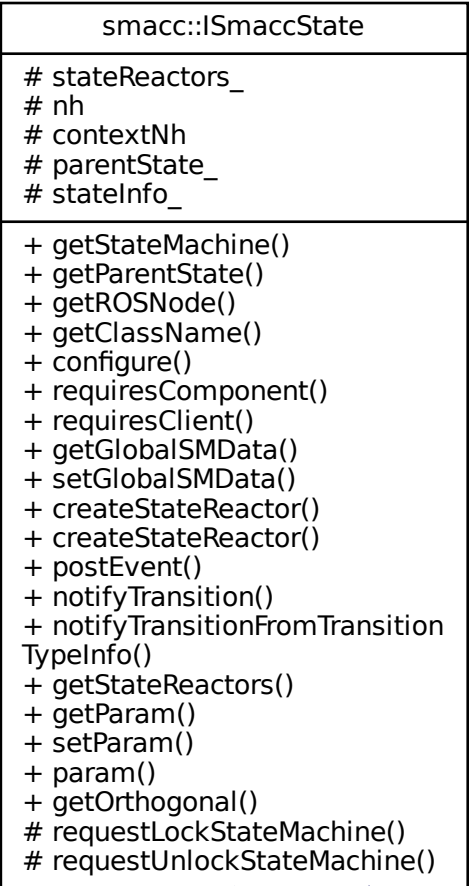 smacc::ISmaccState
# stateReactors_
# nh
# contextNh
# parentState_
# stateInfo_
+ getStateMachine()
+ getParentState()
+ getROSNode()
+ getClassName()
+ configure()
+ requiresComponent()
+ requiresClient()
+ getGlobalSMData()
+ setGlobalSMData()
+ createStateReactor()
+ createStateReactor()
+ postEvent()
+ notifyTransition()
+ notifyTransitionFromTransition
TypeInfo()
+ getStateReactors()
+ getParam()
+ setParam()
+ param()
+ getOrthogonal()
# requestLockStateMachine()
# requestUnlockStateMachine()